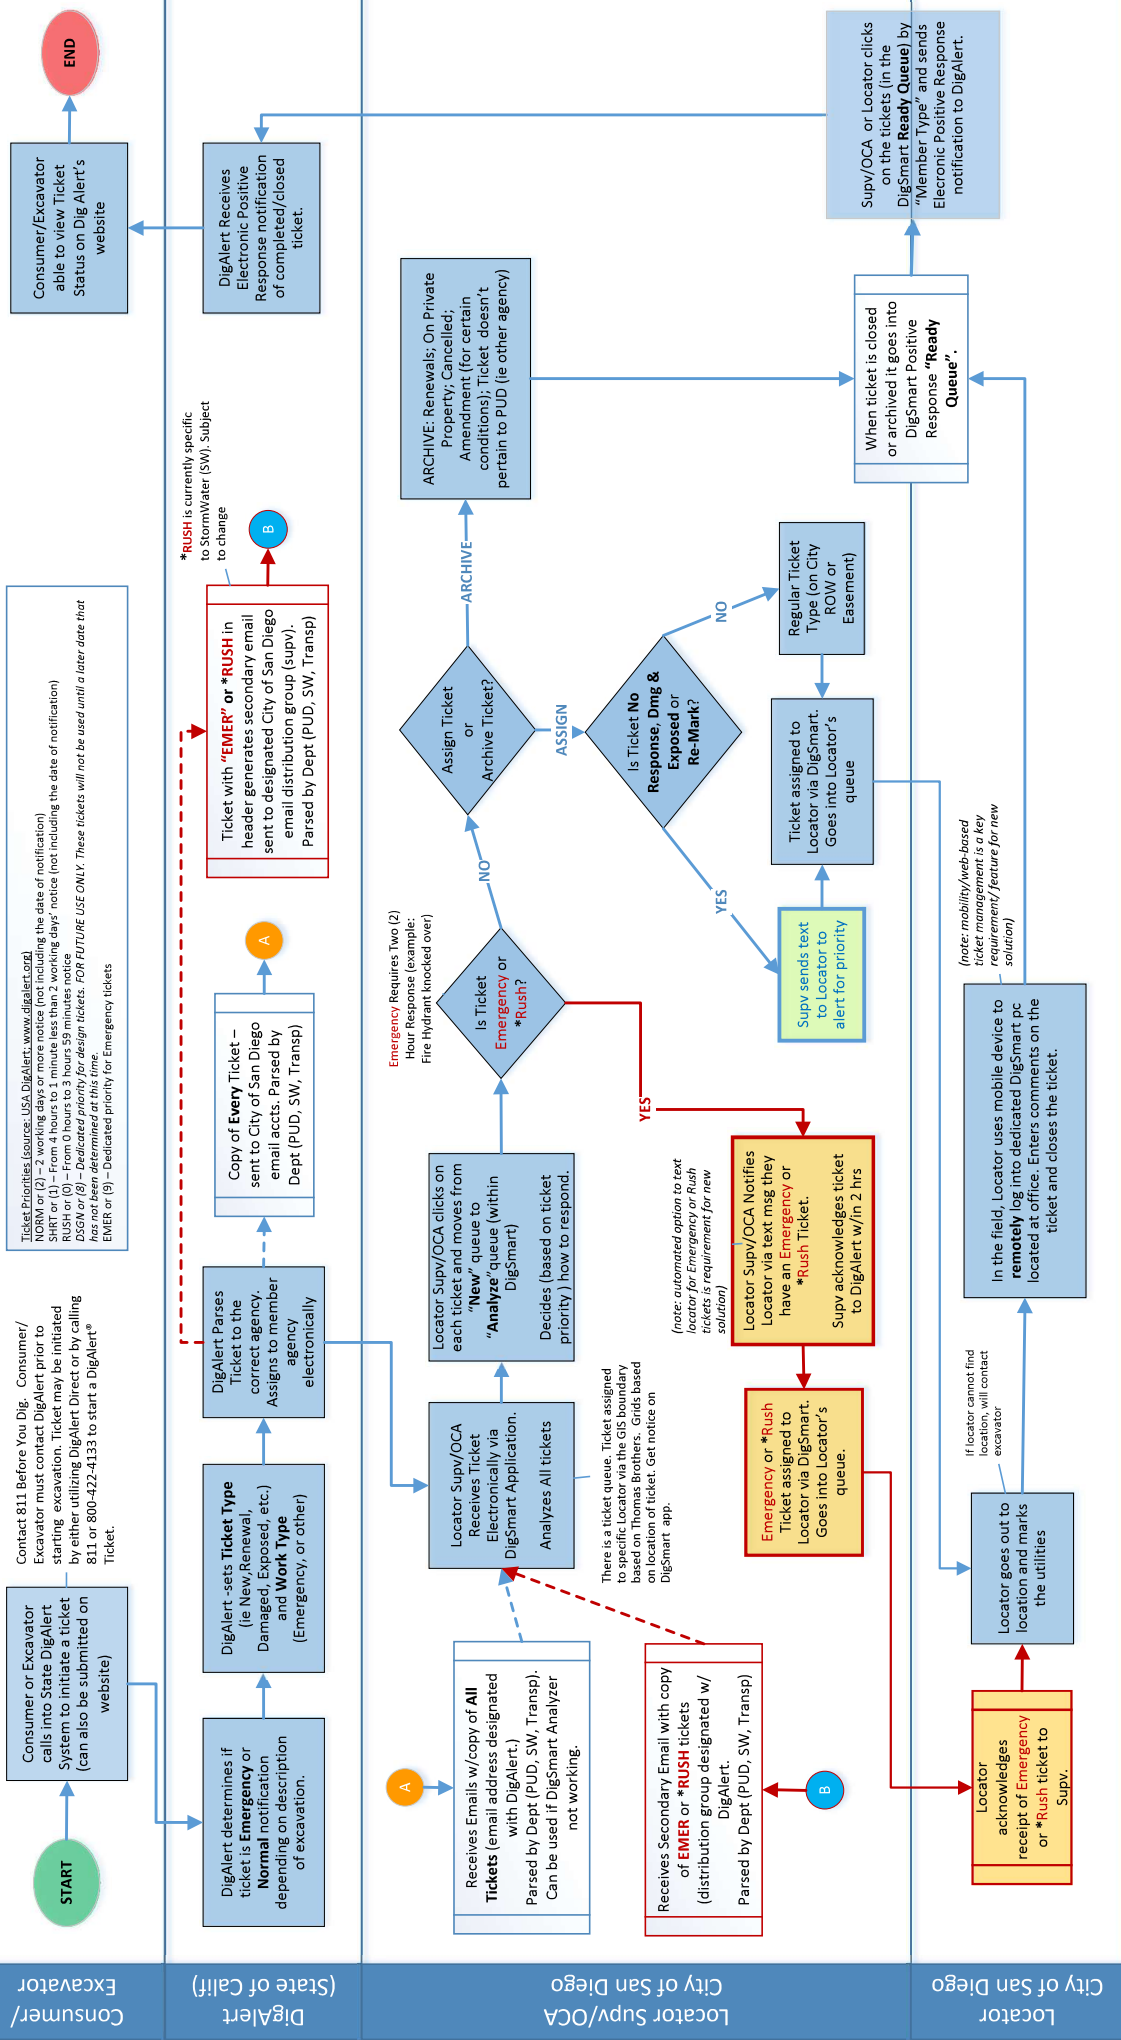 Consumer/
Excavator
START
Consumer or Excavator
calls into State DigAlert
System to initiate a ticket
(can also be submitted on
website)
Contact 811 Before You Dig.  Consumer/
Excavator must contact DigAlert prior to
starting excavation. Ticket may be initiated
by either utilizing DigAlert Direct or by calling
811 or 800-422-4133 to start a DigAlert®
Ticket.
Ticket Priorities (source: USA DigAlert; www.digalert.org)
NORM or (2) – 2 working days or more notice (not including the date of notification)
SHRT or (1) – From 4 hours to 1 minute less than 2 working days' notice (not including the date of notification)
RUSH or (0) – From 0 hours to 3 hours 59 minutes notice
DSGN or (8) – Dedicated priority for design tickets. FOR FUTURE USE ONLY. These tickets will not be used until a later date that
has not been determined at this time.
EMER or (9) – Dedicated priority for Emergency tickets
Consumer/Excavator
able to view Ticket
Status on Dig Alert's
website
END
DigAlert
(State of Calif)
DigAlert determines if
ticket is Emergency or
Normal notification
depending on description
of excavation.
DigAlert -sets Ticket Type
(ie New,Renewal,
Damaged, Exposed, etc.)
and Work Type
(Emergency, or other)
DigAlert Parses
Ticket to the
correct agency.
Assigns to member
agency
electronically
Copy of Every Ticket –
sent to City of San Diego
email accts. Parsed by
Dept (PUD, SW, Transp)
A
Ticket with "EMER" or *RUSH in
header generates secondary email
sent to designated City of San Diego
email distribution group (supv).
Parsed by Dept (PUD, SW, Transp)
B
*RUSH is currently specific
to StormWater (SW). Subject
to change
DigAlert Receives
Electronic Positive
Response notification
of completed/closed
ticket.
Locator Supv/OCA
City of San Diego
A
Receives Emails w/copy of All
Tickets (email address designated
with DigAlert.)
Parsed by Dept (PUD, SW, Transp).
Can be used if DigSmart Analyzer
not working.
Receives Secondary Email with copy
of EMER or *RUSH tickets
(distribution group designated w/
DigAlert.
Parsed by Dept (PUD, SW, Transp)
B
Locator Supv/OCA
Receives Ticket
Electronically via
DigSmart Application.
Analyzes All tickets
There is a ticket queue. Ticket assigned
to specific Locator via the GIS boundary
based on Thomas Brothers.  Grids based
on location of ticket. Get notice on
DigSmart  app.
Locator Supv/OCA clicks on
each ticket and moves from
"New" queue to
"Analyze"queue (within
DigSmart)
Decides (based on ticket
priority ) how to respond.
Emergency Requires Two (2)
Hour Response (example:
Fire Hydrant knocked over)
Is Ticket
Emergency or
*Rush?
NO
YES
(note: automated option to text
locator for Emergency or Rush
tickets is requirement for new
solution)
Locator Supv/OCA Notifies
Locator via text msg they
have an Emergency or
*Rush Ticket.
Supv acknowledges ticket
to DigAlert w/in 2 hrs
Emergency or *Rush
Ticket assigned to
Locator via DigSmart.
Goes into Locator's
queue.
Assign Ticket
or
Archive Ticket?
ARCHIVE
ASSIGN
Is Ticket No
Response, Dmg &
Exposed or
Re-Mark?
YES
NO
Supv sends text
to Locator to
alert for priority
Ticket assigned to
Locator via DigSmart.
Goes into Locator's
queue
Regular Ticket
Type (on City
ROW or
Easement)
ARCHIVE: Renewals; On Private
Property; Cancelled;
Amendment (for certain
conditions); Ticket  doesn't
pertain to PUD (ie other agency)
When ticket is closed
or archived it goes into
DigSmart Positive
Response "Ready
Queue".
Supv/OCA  or Locator clicks
on the tickets (in the
DigSmart Ready Queue) by
"Member Type" and sends
Elecronic Positive Response
notification to DigAlert.
Locator
City of San Diego
Locator
acknowledges
receipt of Emergency
or *Rush ticket to
Supv.
Locator goes out to
location and marks
the utilities
If locator cannot find
location, will contact
excavator
In the field, Locator uses mobile device to
remotely log into dedicated DigSmart pc
located at office. Enters comments on the
ticket and closes the ticket.
(note: mobility/web-based
ticket management is a key
requirement/ feature for new
solution)